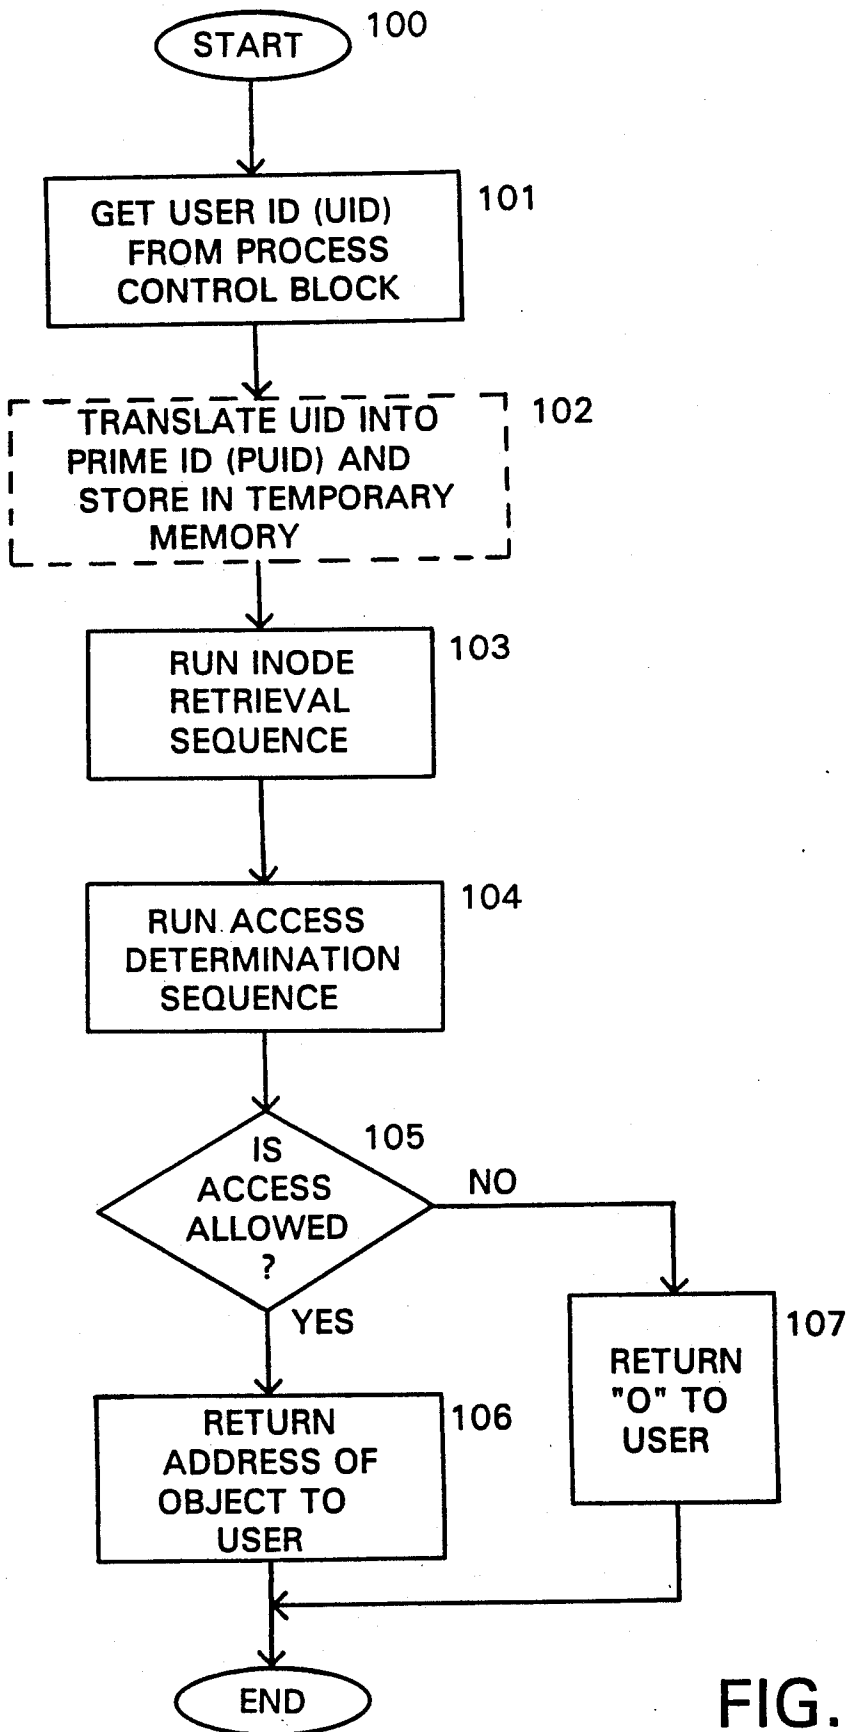 START
100
GET USER ID (UID)
FROM PROCESS
CONTROL BLOCK
101
TRANSLATE UID INTO
PRIME ID (PUID) AND
STORE IN TEMPORARY
MEMORY
102
RUN INODE
RETRIEVAL
SEQUENCE
103
RUN ACCESS
DETERMINATION
SEQUENCE
104
IS
ACCESS
ALLOWED
?
105
NO
YES
RETURN
ADDRESS OF
OBJECT TO
USER
106
RETURN
"O" TO
USER
107
END
FIG.